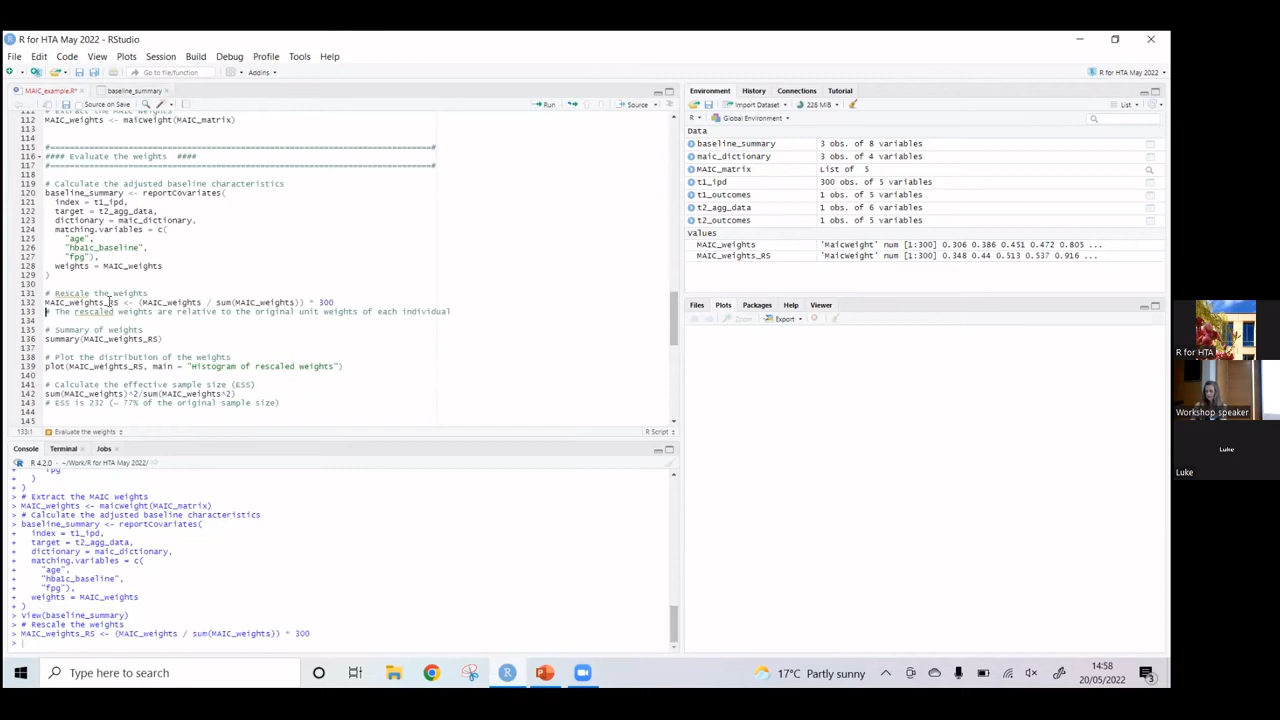 R for HTA May 2022 - RStudio
File Edit Code View Plots Session Build Debug Profile Tools Help
Go to file/function Addins R for HTA May 2022
MAIC_example.R* baseline_summary
Source on Save Run Source
112 MAIC_weights <- maicWeight(MAIC_matrix)
113
114
115 #==========================================================================#
116 #### Evaluate the weights ####
117 #==========================================================================#
118
119 # Calculate the adjusted baseline characteristics
120 baseline_summary <- reportCovariates(
121 index = t1_ipd,
122 target = t2_agg_data,
123 dictionary = maic_dictionary,
124 matching.variables = c(
125 "age",
126 "hba1c_baseline",
127 "fpg"),
128 weights = MAIC_weights
129 )
130
131 # Rescale the weights
132 MAIC_weights_RS <- (MAIC_weights / sum(MAIC_weights)) * 300
133 # The rescaled weights are relative to the original unit weights of each individual
134
135 # Summary of weights
136 summary(MAIC_weights_RS)
137
138 # Plot the distribution of the weights
139 plot(MAIC_weights_RS, main = "Histogram of rescaled weights")
140
141 # Calculate the effective sample size (ESS)
142 sum(MAIC_weights)^2/sum(MAIC_weights^2)
143 # ESS is 232 (~ 77% of the original sample size)
144
145
133:1 Evaluate the weights R Script
Console Terminal Jobs
R 4.2.0 · ~/Work/R for HTA May 2022/
+ )
+ )
> # Extract the MAIC weights
> MAIC_weights <- maicWeight(MAIC_matrix)
> # Calculate the adjusted baseline characteristics
> baseline_summary <- reportCovariates(
+ index = t1_ipd,
+ target = t2_agg_data,
+ dictionary = maic_dictionary,
+ matching.variables = c(
+ "age",
+ "hba1c_baseline",
+ "fpg"),
+ weights = MAIC_weights
+ )
> View(baseline_summary)
> # Rescale the weights
> MAIC_weights_RS <- (MAIC_weights / sum(MAIC_weights)) * 300
>
Environment History Connections Tutorial
Import Dataset 228 MiB List
R Global Environment
Data
baseline_summary 3 obs. of 8 variables
maic_dictionary 3 obs. of 4 variables
MAIC_matrix List of 5
t1_ipd 300 obs. of 5 variables
t1_outcomes 1 obs. of 5 variables
t2_agg_data 1 obs. of 6 variables
t2_outcomes 1 obs. of 5 variables
Values
MAIC_weights 'MaicWeight' num [1:300] 0.306 0.386 0.451 0.472 0.805 ...
MAIC_weights_RS 'MaicWeight' num [1:300] 0.348 0.44 0.513 0.537 0.916 ...
Files Plots Packages Help Viewer
Zoom Export
R for HTA
Workshop speaker
Luke
Luke
Type here to search
17°C Partly sunny
14:58
20/05/2022
3